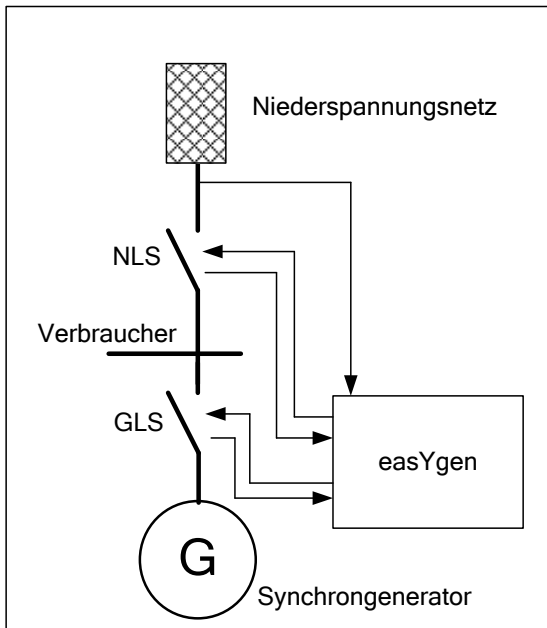 Niederspannungsnetz
NLS
Verbraucher
GLS
easYgen
G
Synchrongenerator